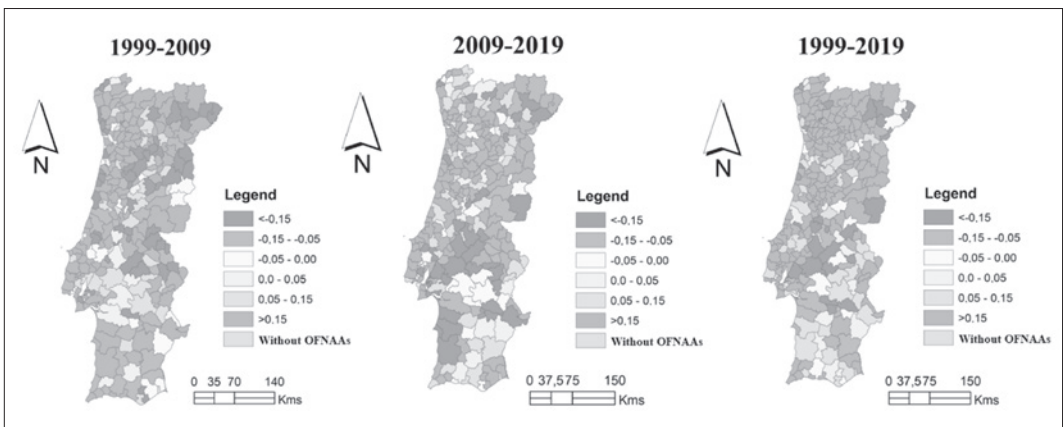 1999-2009
N
Legend
<-0,15
-0,15 - -0.05
-0.05 - 0.00
0.0 - 0.05
0.05 - 0.15
>0.15
Without OFNAAs
0 35 70 140
Kms
2009-2019
N
Legend
<-0.15
-0.15 - -0.05
-0.05 - 0.00
0.0 - 0.05
0.05 - 0.15
>0.15
Without OFNAAs
0 37,575 150
Kms
1999-2019
N
Legend
<-0.15
-0.15 - -0.05
-0.05 - 0.00
0.0 - 0.05
0.05 - 0.15
>0.15
Without OFNAAs
0 37,575 150
Kms